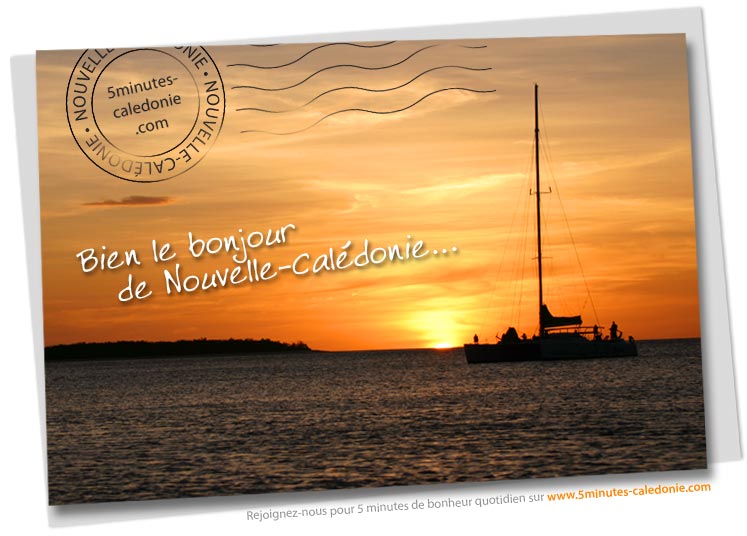 NOUVELLE-CALÉDONIE • NOUVELLE-CALÉDONIE •
5minutes-
caledonie
.com
Bien le bonjour
de Nouvelle-Calédonie...
Rejoignez-nous pour 5 minutes de bonheur quotidien sur www.5minutes-caledonie.com